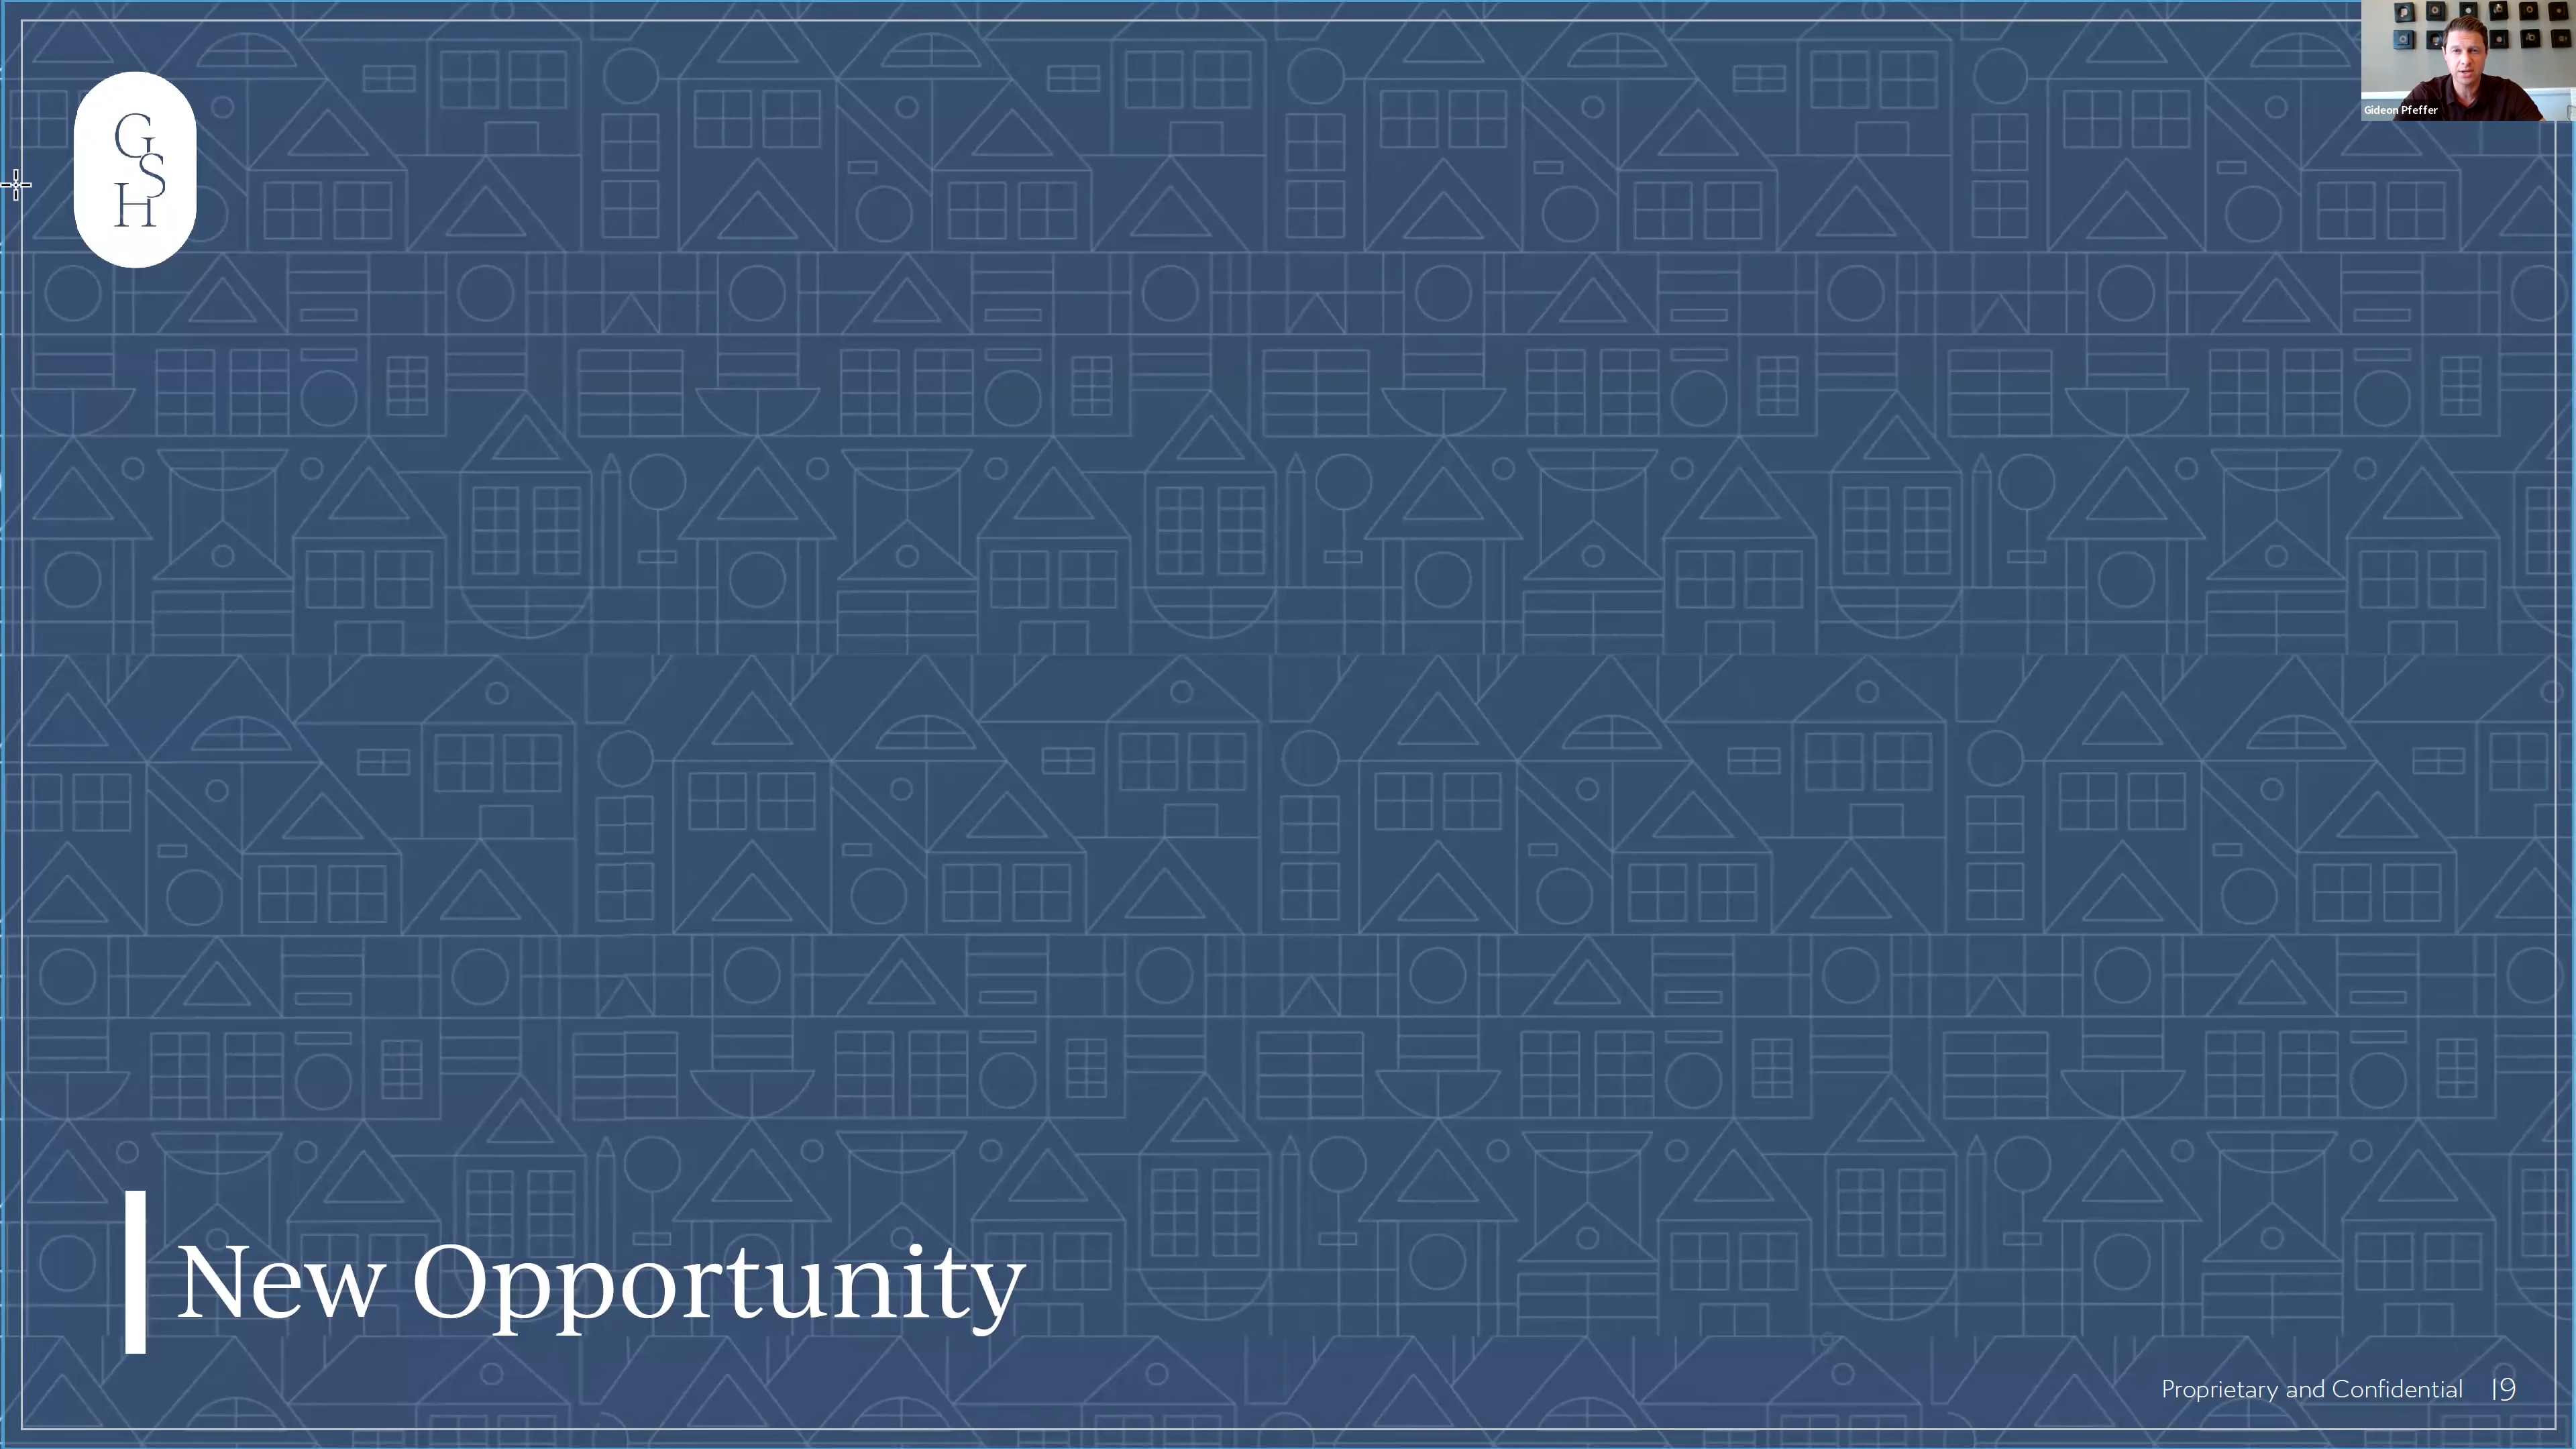 G
S
H
Gideon Pfeffer
New Opportunity
Proprietary and Confidential 19